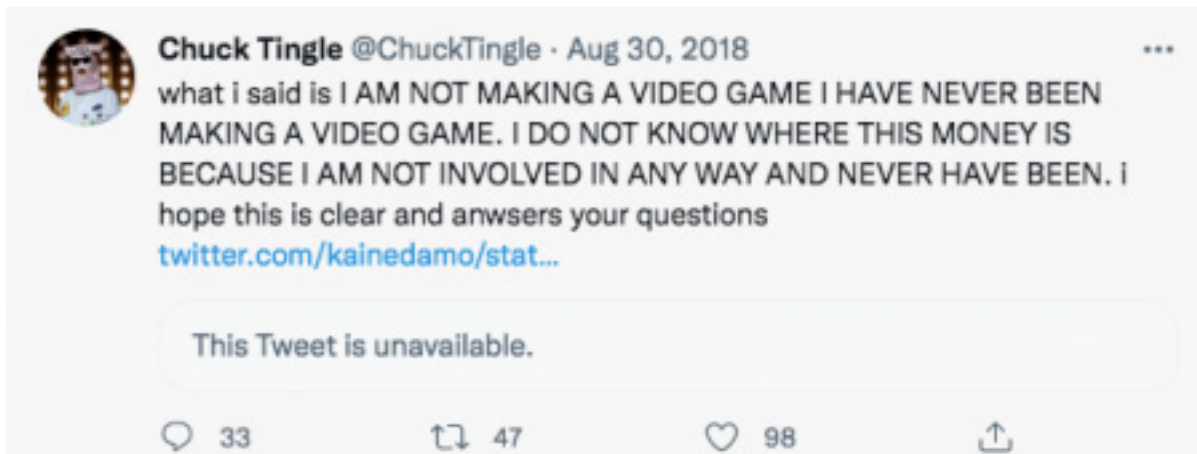 Chuck Tingle @ChuckTingle · Aug 30, 2018
what i said is I AM NOT MAKING A VIDEO GAME I HAVE NEVER BEEN
MAKING A VIDEO GAME. I DO NOT KNOW WHERE THIS MONEY IS
BECAUSE I AM NOT INVOLVED IN ANY WAY AND NEVER HAVE BEEN. i
hope this is clear and anwsers your questions
twitter.com/kainedamo/stat...
This Tweet is unavailable.
33 47 98